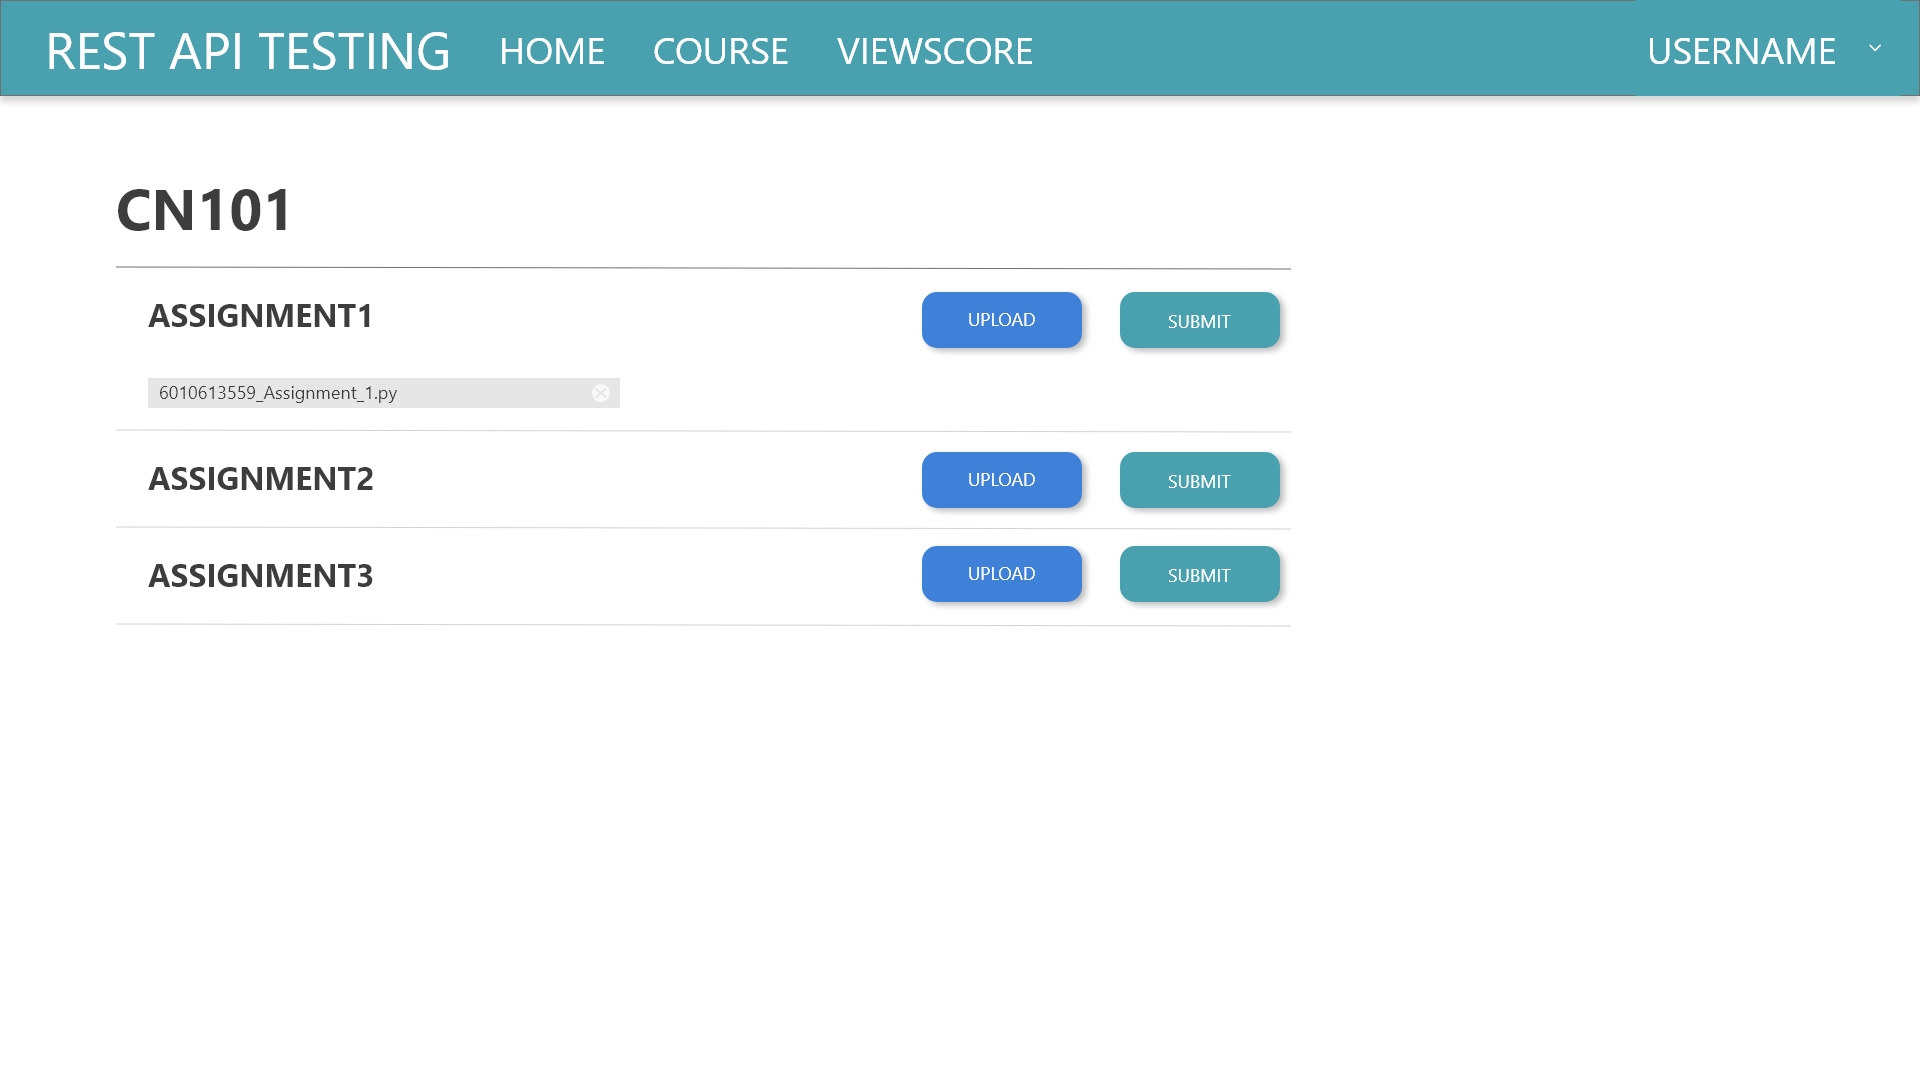 REST API TESTING HOME COURSE VIEWSCORE USERNAME
CN101
ASSIGNMENT1 UPLOAD SUBMIT
6010613559_Assignment_1.py
ASSIGNMENT2 UPLOAD SUBMIT
ASSIGNMENT3 UPLOAD SUBMIT